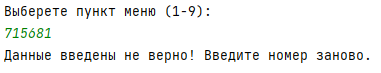 Выберете пункт меню (1-9):
715681
Данные введены не верно! Введите номер заново.